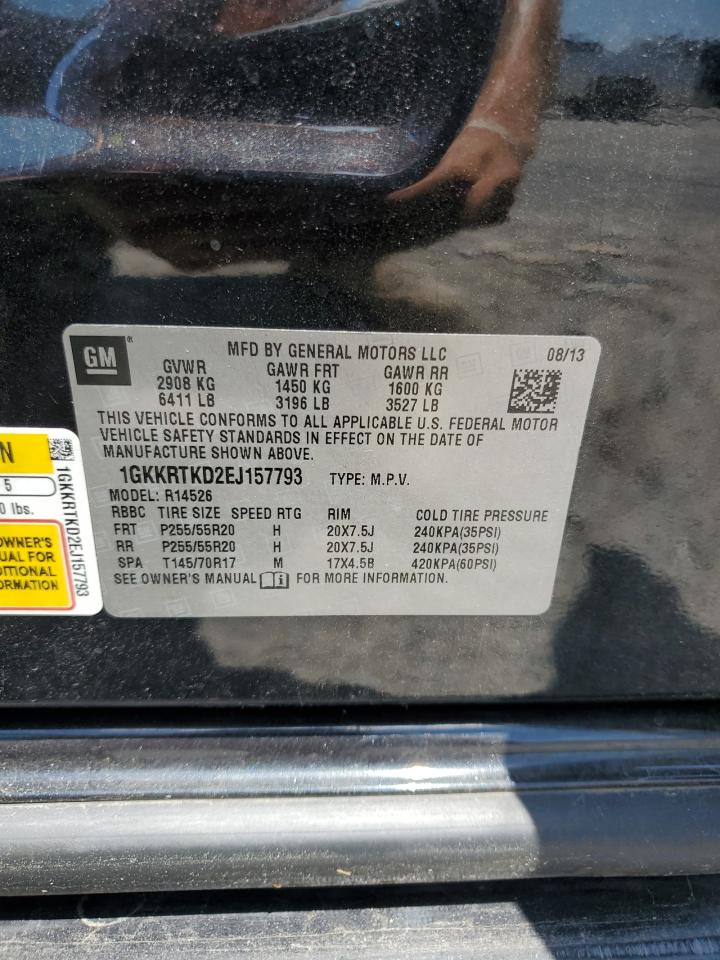 GM
MFD BY GENERAL MOTORS LLC 08/13
GVWR GAWR FRT GAWR RR
2908 KG 1450 KG 1600 KG
6411 LB 3196 LB 3527 LB
THIS VEHICLE CONFORMS TO ALL APPLICABLE U.S. FEDERAL MOTOR
VEHICLE SAFETY STANDARDS IN EFFECT ON THE DATE OF
MANUFACTURE SHOWN ABOVE.
1GKKRTKD2EJ157793 TYPE: M.P.V.
MODEL: R14526
RBBC TIRE SIZE SPEED RTG RIM COLD TIRE PRESSURE
FRT P255/55R20 H 20X7.5J 240KPA(35PSI)
RR P255/55R20 H 20X7.5J 240KPA(35PSI)
SPA T145/70R17 M 17X4.5B 420KPA(60PSI)
SEE OWNER'S MANUAL FOR MORE INFORMATION.
N
5
0 lbs.
OWNER'S
UAL FOR
DITIONAL
ORMATION
1GKKRTKD2EJ157793